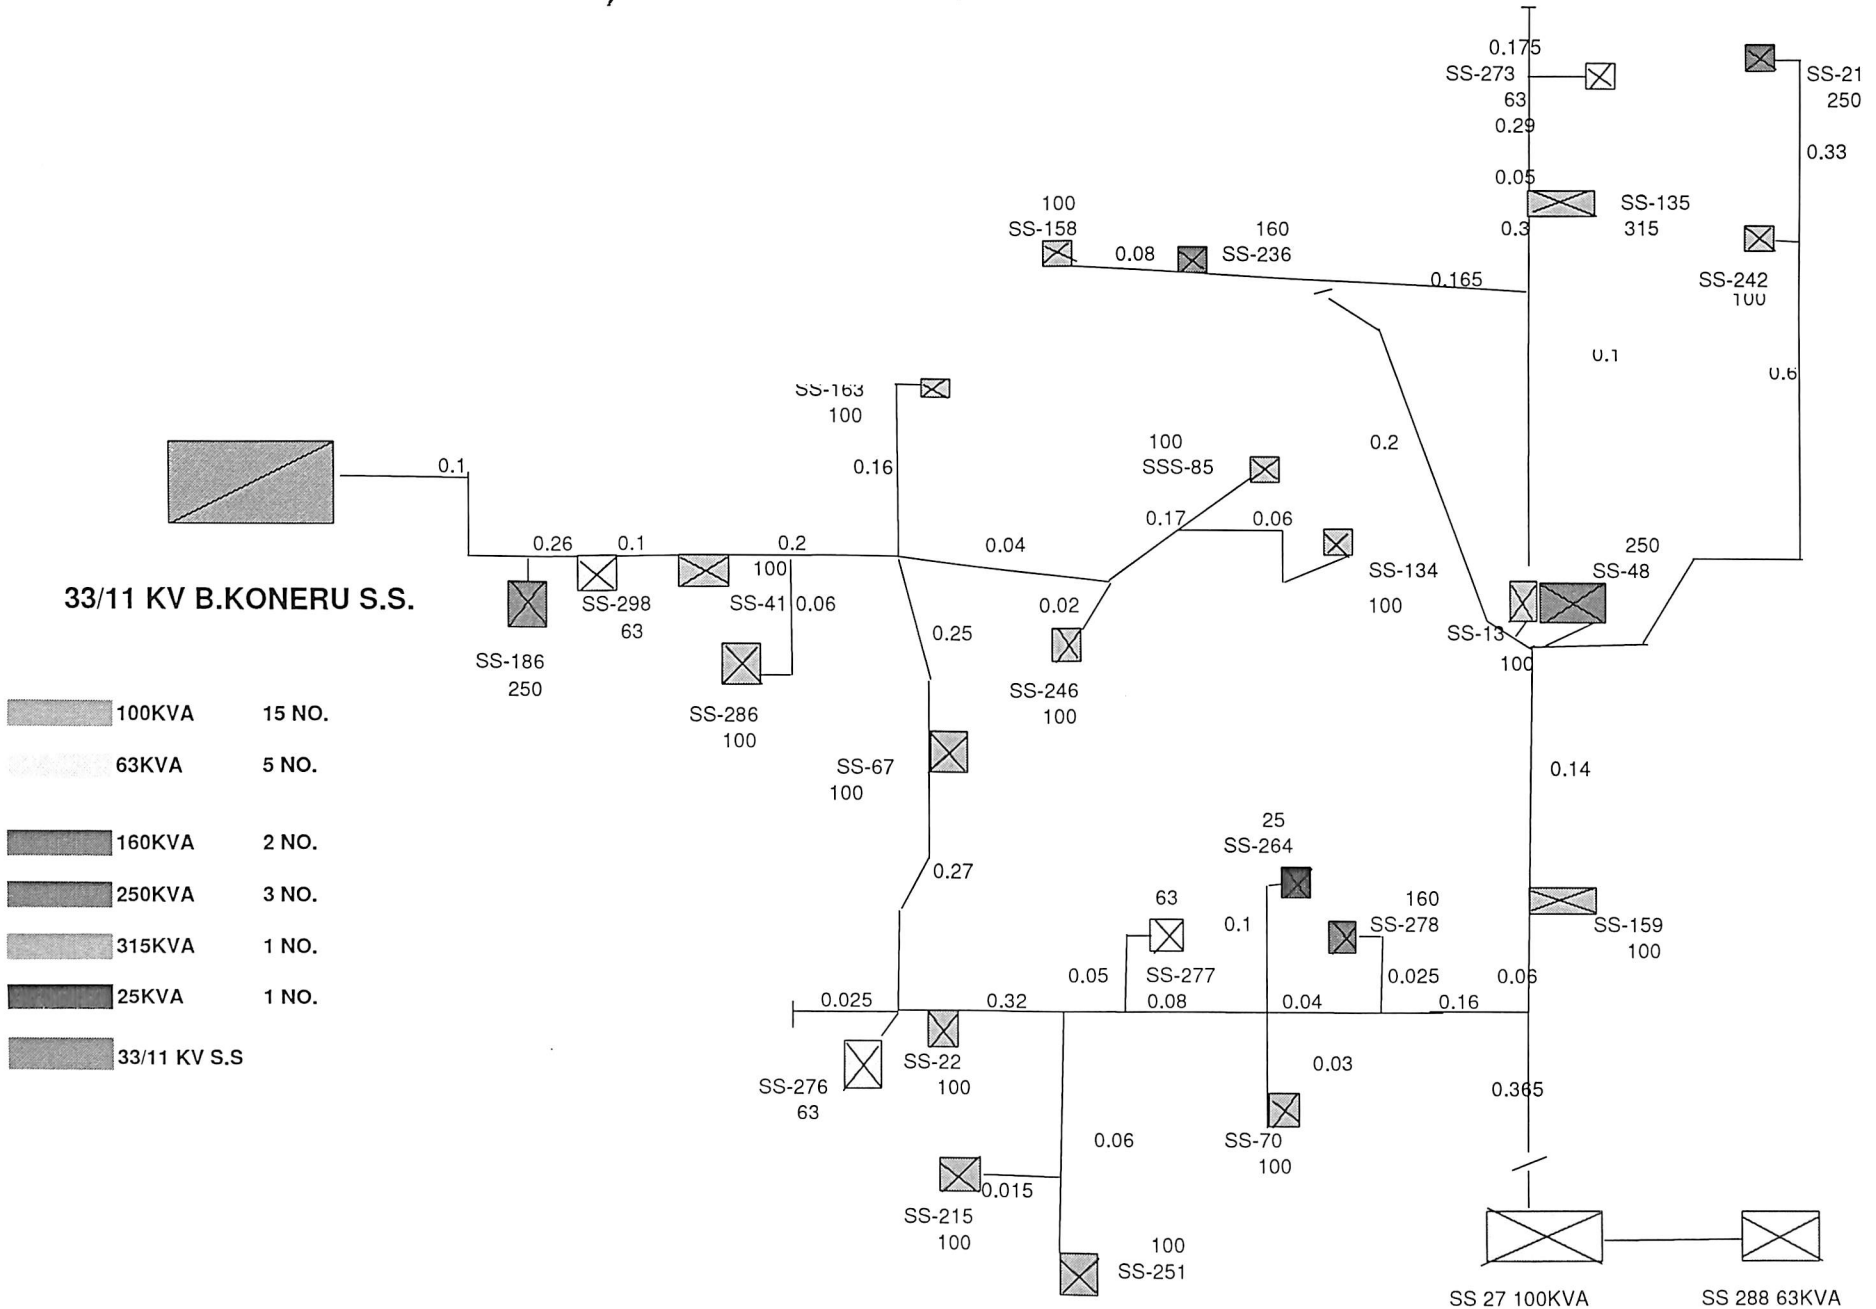 0.175
SS-273
63
0.29
0.05
SS-135
315
0.3
SS-21
250
0.33
SS-242
100
0.6
100
SS-158
0.08
160
SS-236
0.165
0.1
0.2
SS-163
100
0.16
100
SSS-85
0.17
0.06
SS-134
100
0.1
0.26
0.1
0.2
100
0.04
33/11 KV B.KONERU S.S.
SS-298
63
SS-41
0.06
SS-186
250
SS-286
100
0.25
0.02
SS-246
100
250
SS-48
SS-13
100
100KVA 15 NO.
63KVA 5 NO.
160KVA 2 NO.
250KVA 3 NO.
315KVA 1 NO.
25KVA 1 NO.
33/11 KV S.S
SS-67
100
0.27
0.14
25
SS-264
0.1
63
SS-277
0.05
160
SS-278
0.025
SS-159
100
0.06
0.025
0.32
0.08
0.04
0.16
SS-276
63
SS-22
100
0.03
0.365
SS-70
100
0.06
0.015
SS-215
100
100
SS-251
SS 27 100KVA
SS 288 63KVA